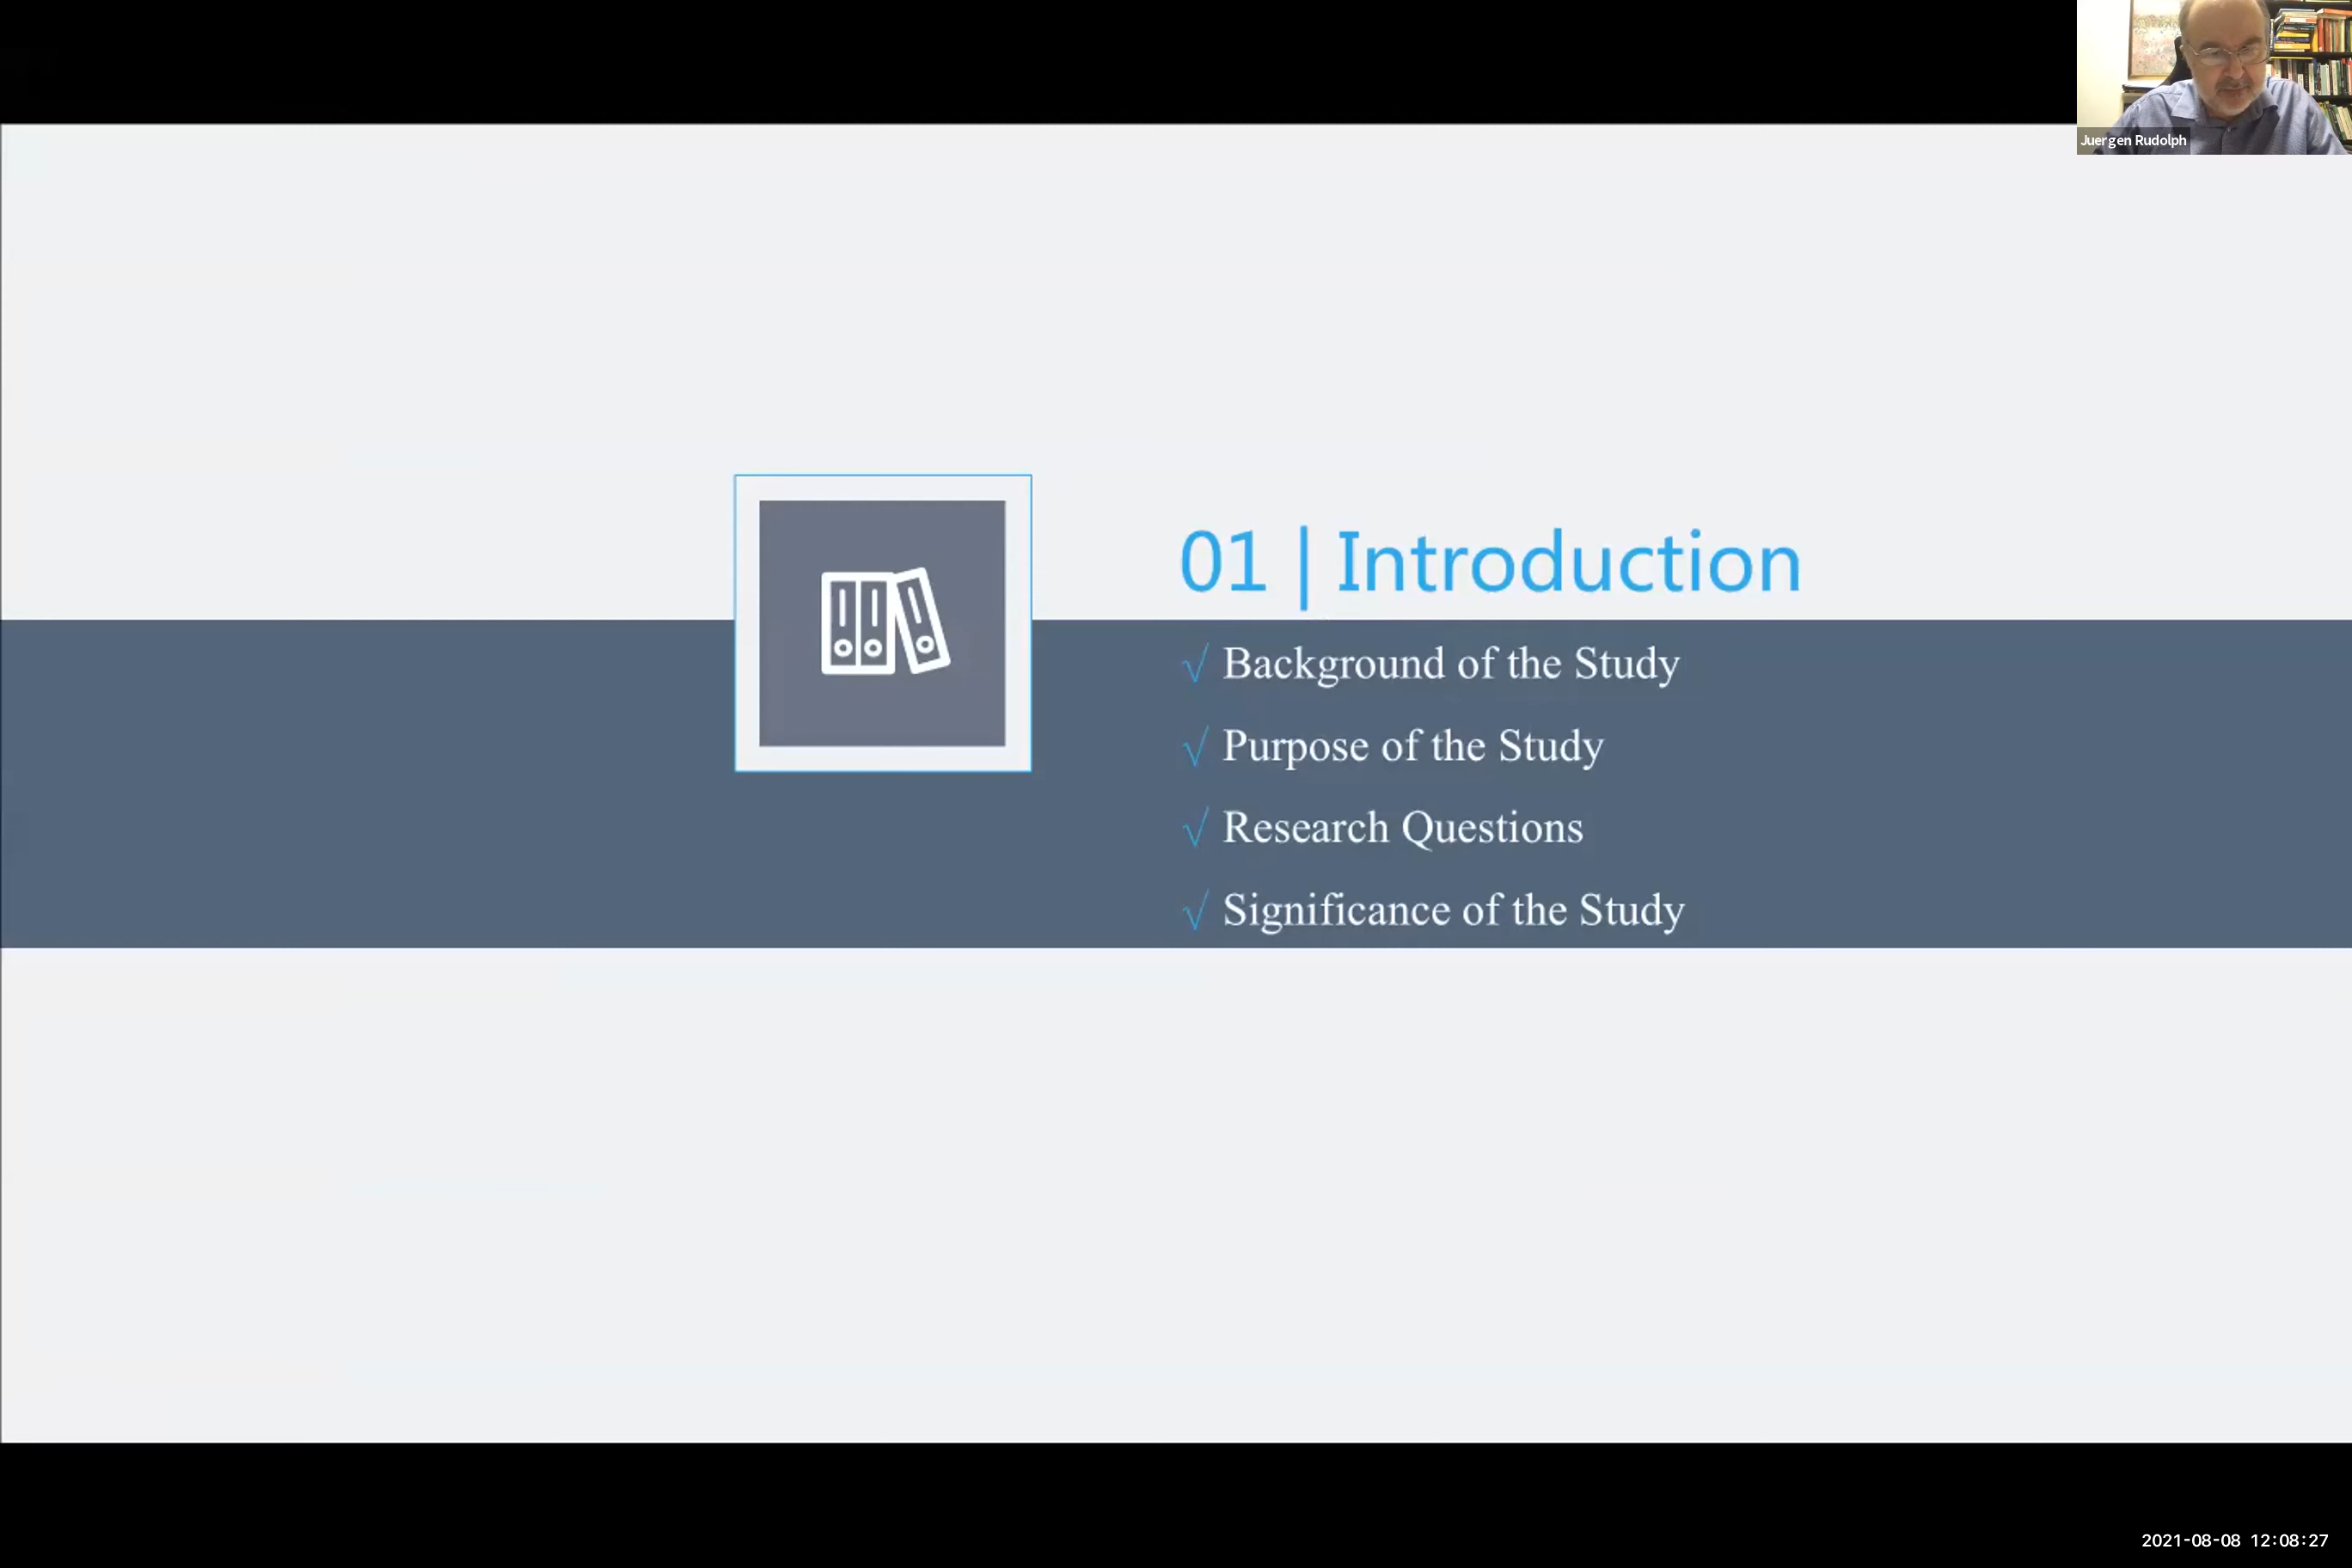 Juergen Rudolph
01 | Introduction
√ Background of the Study
√ Purpose of the Study
√ Research Questions
√ Significance of the Study
2021-08-08 12:08:27